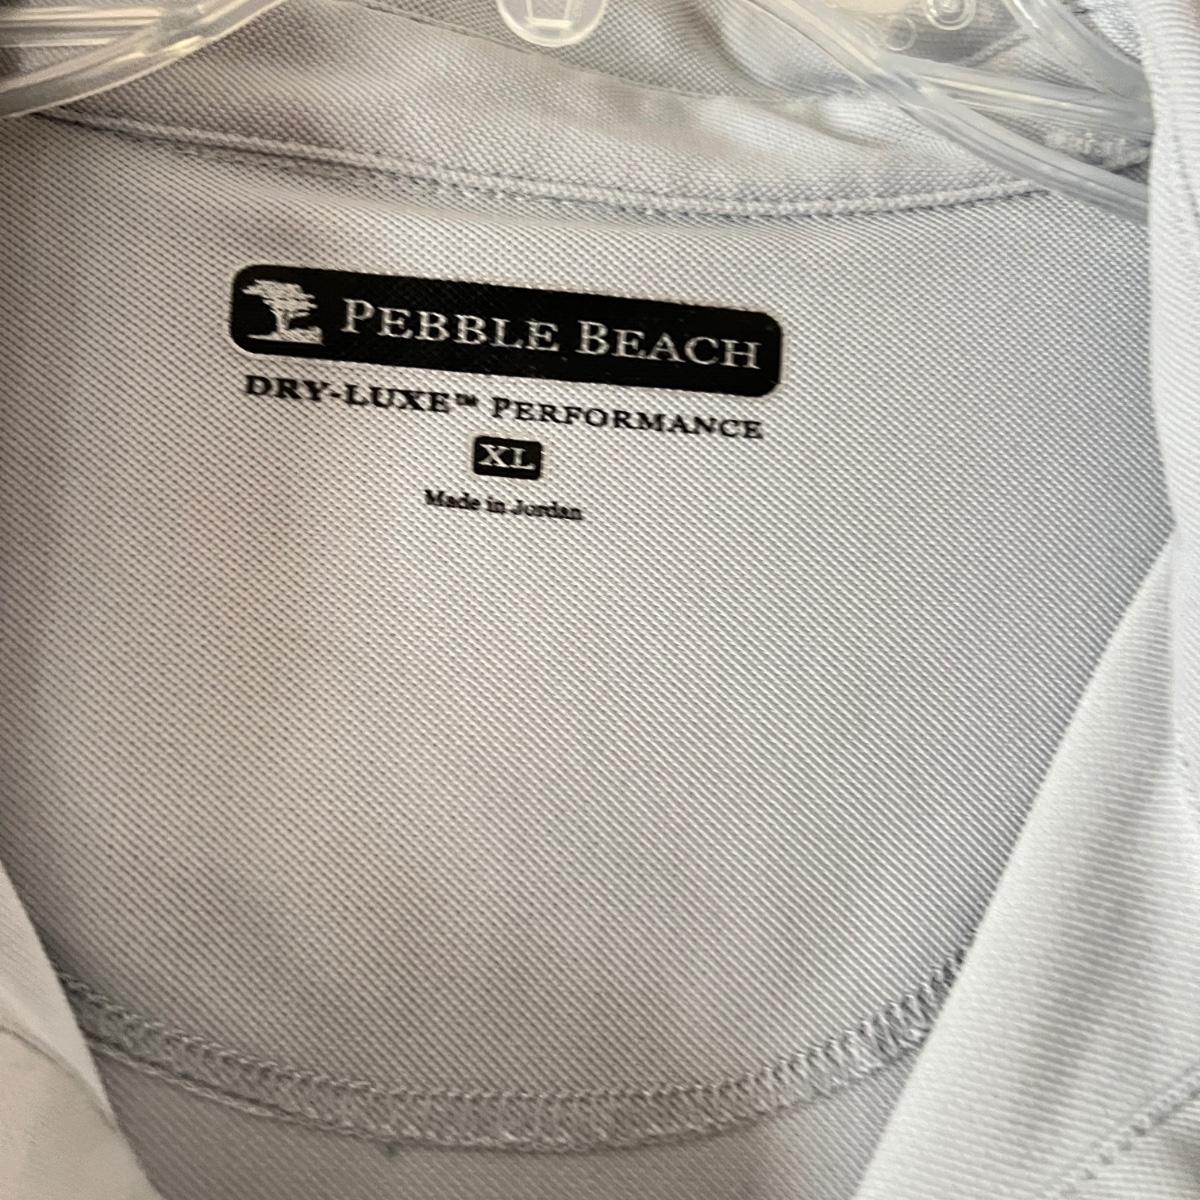 PEBBLE BEACH
DRY-LUXE™ PERFORMANCE
XL
Made in Jordan